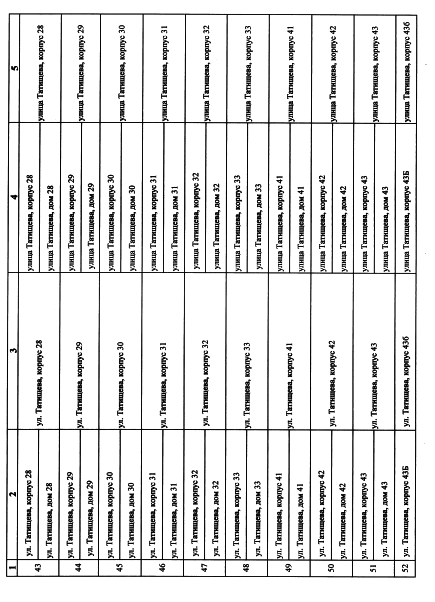 1 2 3 4 5
43 ул. Татищева, корпус 28 ул. Татищева, корпус 28 улица Татищева, корпус 28 улица Татищева, корпус 28
ул. Татищева, дом 28 улица Татищева, дом 28
44 ул. Татищева, корпус 29 ул. Татищева, корпус 29 улица Татищева, корпус 29 улица Татищева, корпус 29
ул. Татищева, дом 29 улица Татищева, дом 29
45 ул. Татищева, корпус 30 ул. Татищева, корпус 30 улица Татищева, корпус 30 улица Татищева, корпус 30
ул. Татищева, дом 30 улица Татищева, дом 30
46 ул. Татищева, корпус 31 ул. Татищева, корпус 31 улица Татищева, корпус 31 улица Татищева, корпус 31
ул. Татищева, дом 31 улица Татищева, дом 31
47 ул. Татищева, корпус 32 ул. Татищева, корпус 32 улица Татищева, корпус 32 улица Татищева, корпус 32
ул. Татищева, дом 32 улица Татищева, дом 32
48 ул. Татищева, корпус 33 ул. Татищева, корпус 33 улица Татищева, корпус 33 улица Татищева, корпус 33
ул. Татищева, дом 33 улица Татищева, дом 33
49 ул. Татищева, корпус 41 ул. Татищева, корпус 41 улица Татищева, корпус 41 улица Татищева, корпус 41
ул. Татищева, дом 41 улица Татищева, дом 41
50 ул. Татищева, корпус 42 ул. Татищева, корпус 42 улица Татищева, корпус 42 улица Татищева, корпус 42
ул. Татищева, дом 42 улица Татищева, дом 42
51 ул. Татищева, корпус 43 ул. Татищева, корпус 43 улица Татищева, корпус 43 улица Татищева, корпус 43
ул. Татищева, дом 43 улица Татищева, дом 43
52 ул. Татищева, корпус 43Б ул. Татищева, корпус 43б улица Татищева, корпус 43Б улица Татищева, корпус 43б